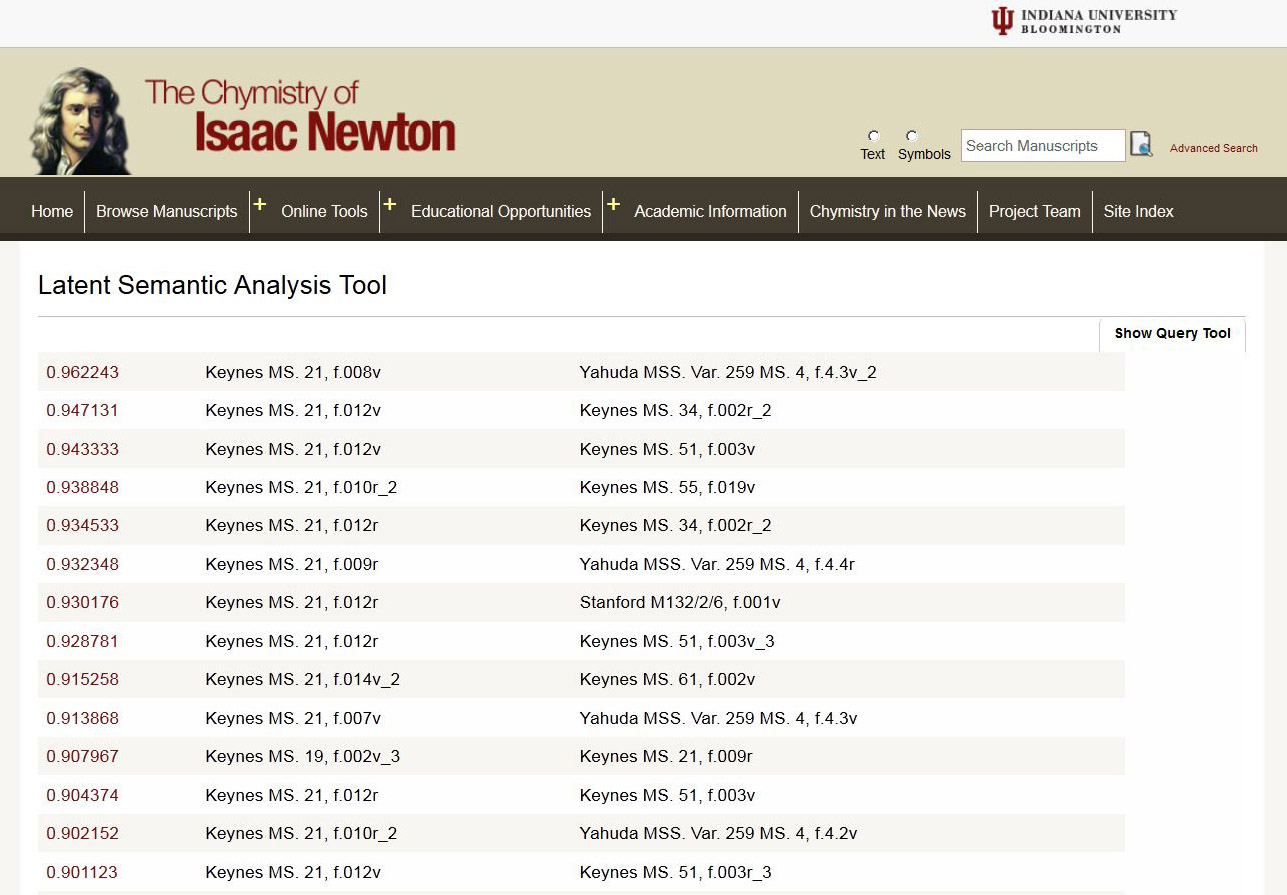 INDIANA UNIVERSITY
BLOOMINGTON
The Chymistry of
Isaac Newton
Text Symbols Search Manuscripts Advanced Search
Home Browse Manuscripts + Online Tools + Educational Opportunities + Academic Information Chymistry in the News Project Team Site Index
Latent Semantic Analysis Tool
Show Query Tool
0.962243 Keynes MS. 21, f.008v Yahuda MSS. Var. 259 MS. 4, f.4.3v_2
0.947131 Keynes MS. 21, f.012v Keynes MS. 34, f.002r_2
0.943333 Keynes MS. 21, f.012v Keynes MS. 51, f.003v
0.938848 Keynes MS. 21, f.010r_2 Keynes MS. 55, f.019v
0.934533 Keynes MS. 21, f.012r Keynes MS. 34, f.002r_2
0.932348 Keynes MS. 21, f.009r Yahuda MSS. Var. 259 MS. 4, f.4.4r
0.930176 Keynes MS. 21, f.012r Stanford M132/2/6, f.001v
0.928781 Keynes MS. 21, f.012r Keynes MS. 51, f.003v_3
0.915258 Keynes MS. 21, f.014v_2 Keynes MS. 61, f.002v
0.913868 Keynes MS. 21, f.007v Yahuda MSS. Var. 259 MS. 4, f.4.3v
0.907967 Keynes MS. 19, f.002v_3 Keynes MS. 21, f.009r
0.904374 Keynes MS. 21, f.012r Keynes MS. 51, f.003v
0.902152 Keynes MS. 21, f.010r_2 Yahuda MSS. Var. 259 MS. 4, f.4.2v
0.901123 Keynes MS. 21, f.012v Keynes MS. 51, f.003r_3